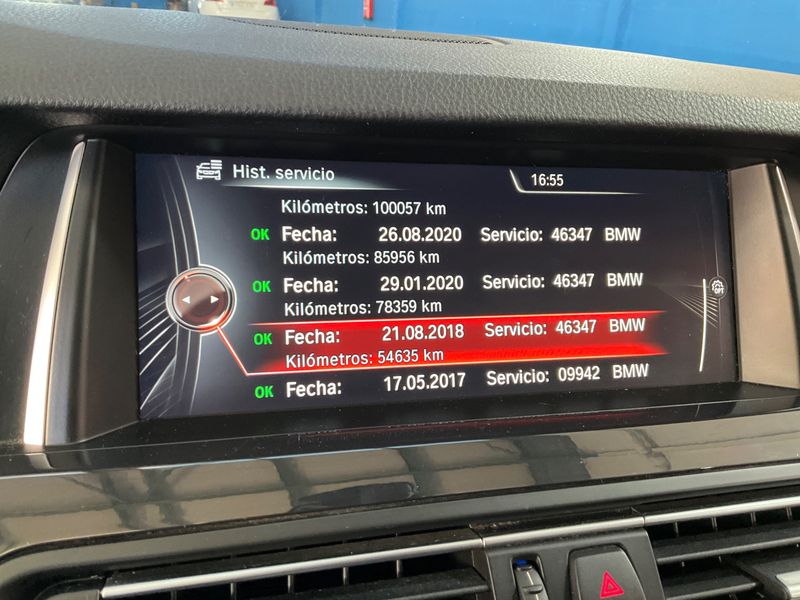 Hist. servicio 16:55
Kilómetros: 100057 km
OK Fecha: 26.08.2020 Servicio: 46347 BMW
Kilómetros: 85956 km
OK Fecha: 29.01.2020 Servicio: 46347 BMW
Kilómetros: 78359 km
OK Fecha: 21.08.2018 Servicio: 46347 BMW
Kilómetros: 54635 km
OK Fecha: 17.05.2017 Servicio: 09942 BMW
OPT